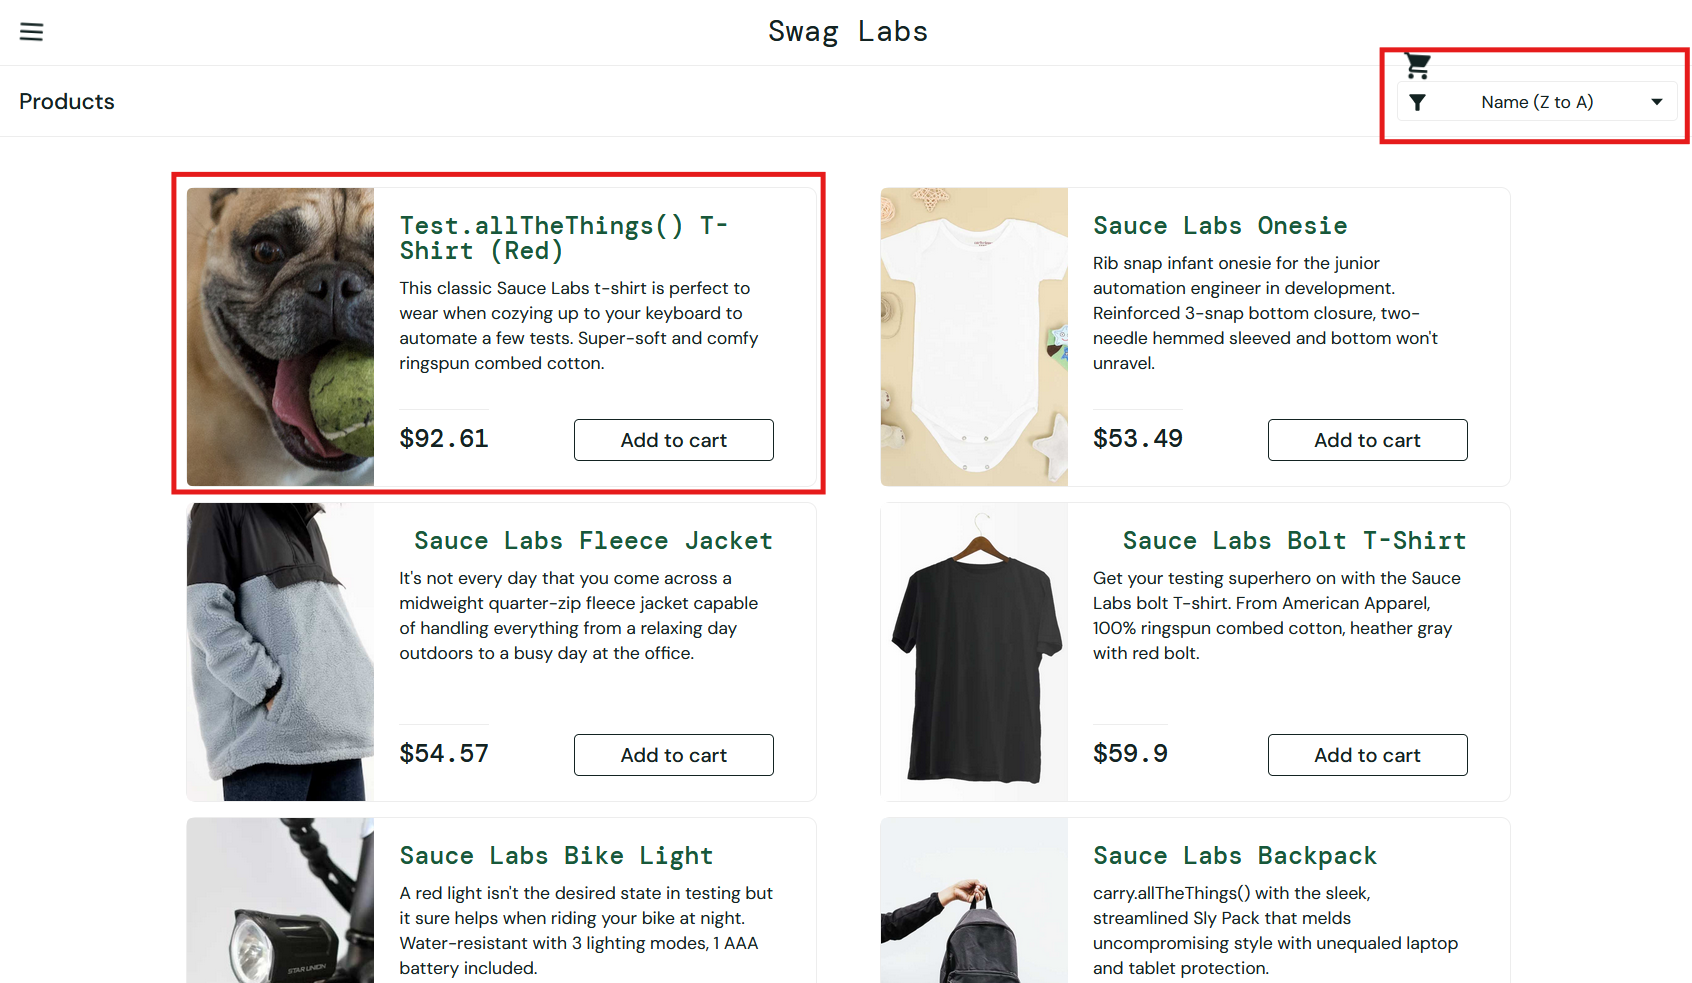 Swag Labs
Products
Name (Z to A)
Test.allTheThings() T-
Shirt (Red)
This classic Sauce Labs t-shirt is perfect to
wear when cozying up to your keyboard to
automate a few tests. Super-soft and comfy
ringspun combed cotton.
$92.61
Add to cart
Sauce Labs Onesie
Rib snap infant onesie for the junior
automation engineer in development.
Reinforced 3-snap bottom closure, two-
needle hemmed sleeved and bottom won't
unravel.
$53.49
Add to cart
Sauce Labs Fleece Jacket
It's not every day that you come across a
midweight quarter-zip fleece jacket capable
of handling everything from a relaxing day
outdoors to a busy day at the office.
$54.57
Add to cart
Sauce Labs Bolt T-Shirt
Get your testing superhero on with the Sauce
Labs bolt T-shirt. From American Apparel,
100% ringspun combed cotton, heather gray
with red bolt.
$59.9
Add to cart
Sauce Labs Bike Light
A red light isn't the desired state in testing but
it sure helps when riding your bike at night.
Water-resistant with 3 lighting modes, 1 AAA
battery included.
STAR UNION
Sauce Labs Backpack
carry.allTheThings() with the sleek,
streamlined Sly Pack that melds
uncompromising style with unequaled laptop
and tablet protection.